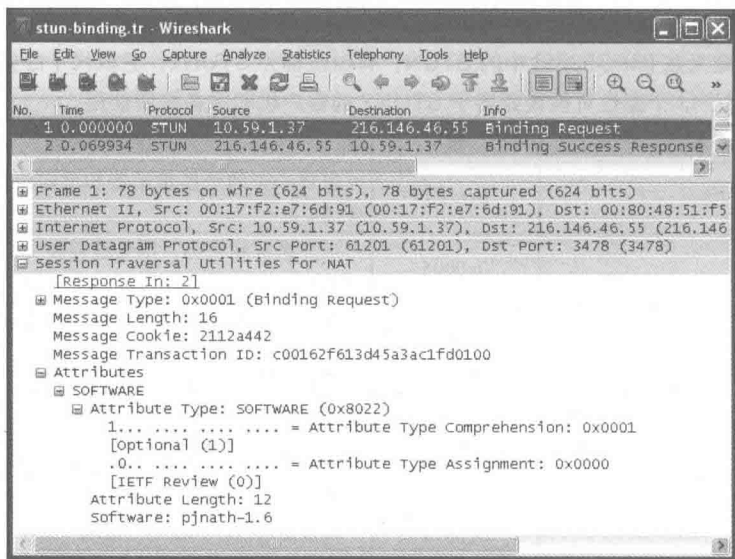 stun-binding.tr - Wireshark
File Edit View Go Capture Analyze Statistics Telephony Tools Help
No. Time Protocol Source Destination Info
1 0.000000 STUN 10.59.1.37 216.146.46.55 Binding Request
2 0.069934 STUN 216.146.46.55 10.59.1.37 Binding Success Response
Frame 1: 78 bytes on wire (624 bits), 78 bytes captured (624 bits)
Ethernet II, Src: 00:17:f2:e7:6d:91 (00:17:f2:e7:6d:91), Dst: 00:80:48:51:f5
Internet Protocol, Src: 10.59.1.37 (10.59.1.37), Dst: 216.146.46.55 (216.146
User Datagram Protocol, Src Port: 61201 (61201), Dst Port: 3478 (3478)
Session Traversal Utilities for NAT
[Response In: 2]
Message Type: 0x0001 (Binding Request)
Message Length: 16
Message Cookie: 2112a442
Message Transaction ID: c00162f613d45a3ac1fd0100
Attributes
SOFTWARE
Attribute Type: SOFTWARE (0x8022)
1... .... .... .... = Attribute Type Comprehension: 0x0001
[Optional (1)]
.0.. .... .... .... = Attribute Type Assignment: 0x0000
[IETF Review (0)]
Attribute Length: 12
Software: pjnath-1.6